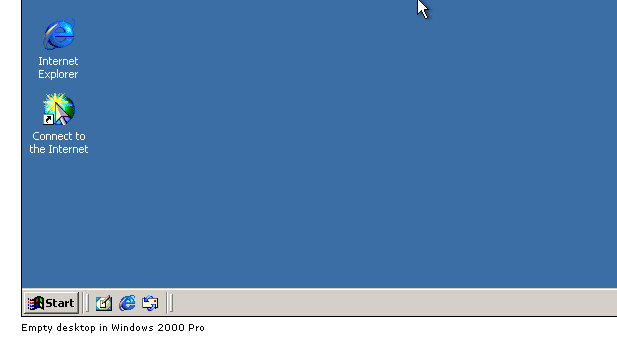 Internet
Explorer
Connect to
the Internet
Start
Empty desktop in Windows 2000 Pro